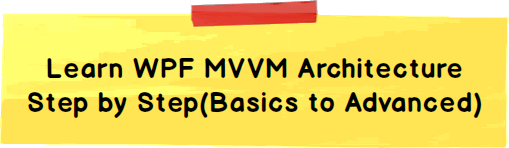 Learn WPF MVVM Architecture
Step by Step(Basics to Advanced)